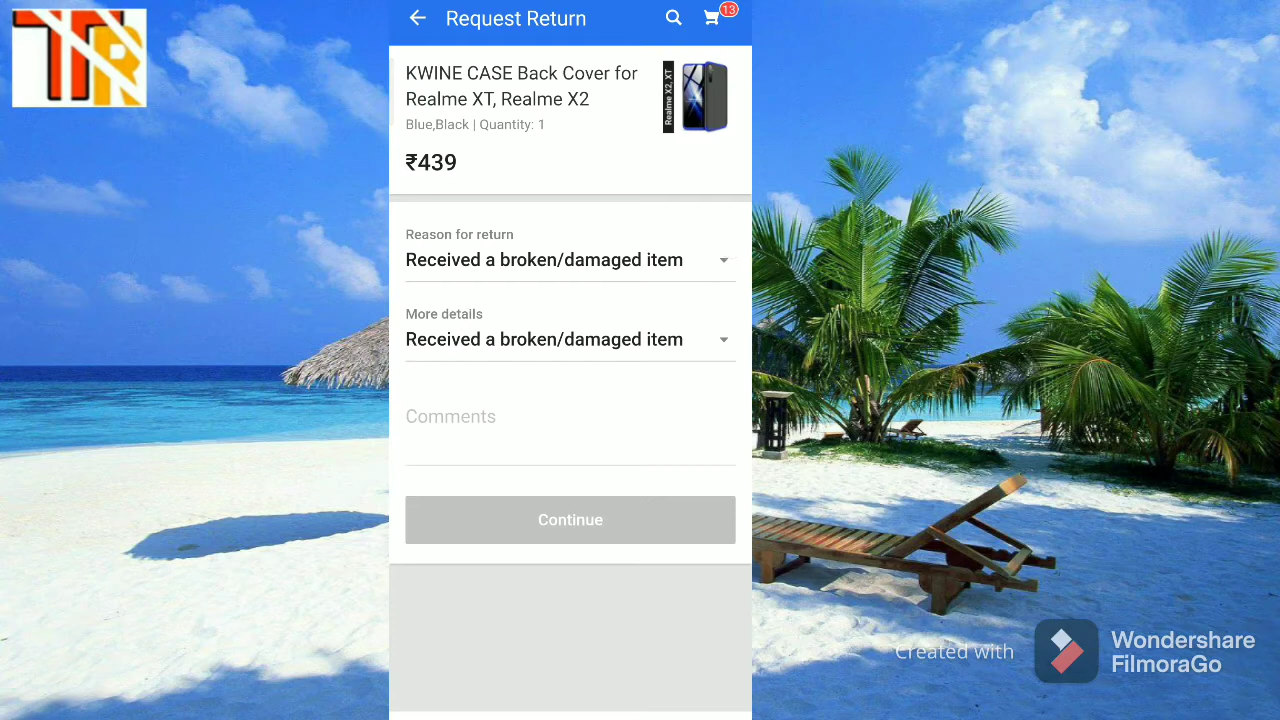 TR
Request Return
13
KWINE CASE Back Cover for
Realme XT, Realme X2
Blue,Black | Quantity: 1
Realme X2, XT
₹439
Reason for return
Received a broken/damaged item
More details
Received a broken/damaged item
Comments
Continue
Created with
Wondershare
FilmoraGo